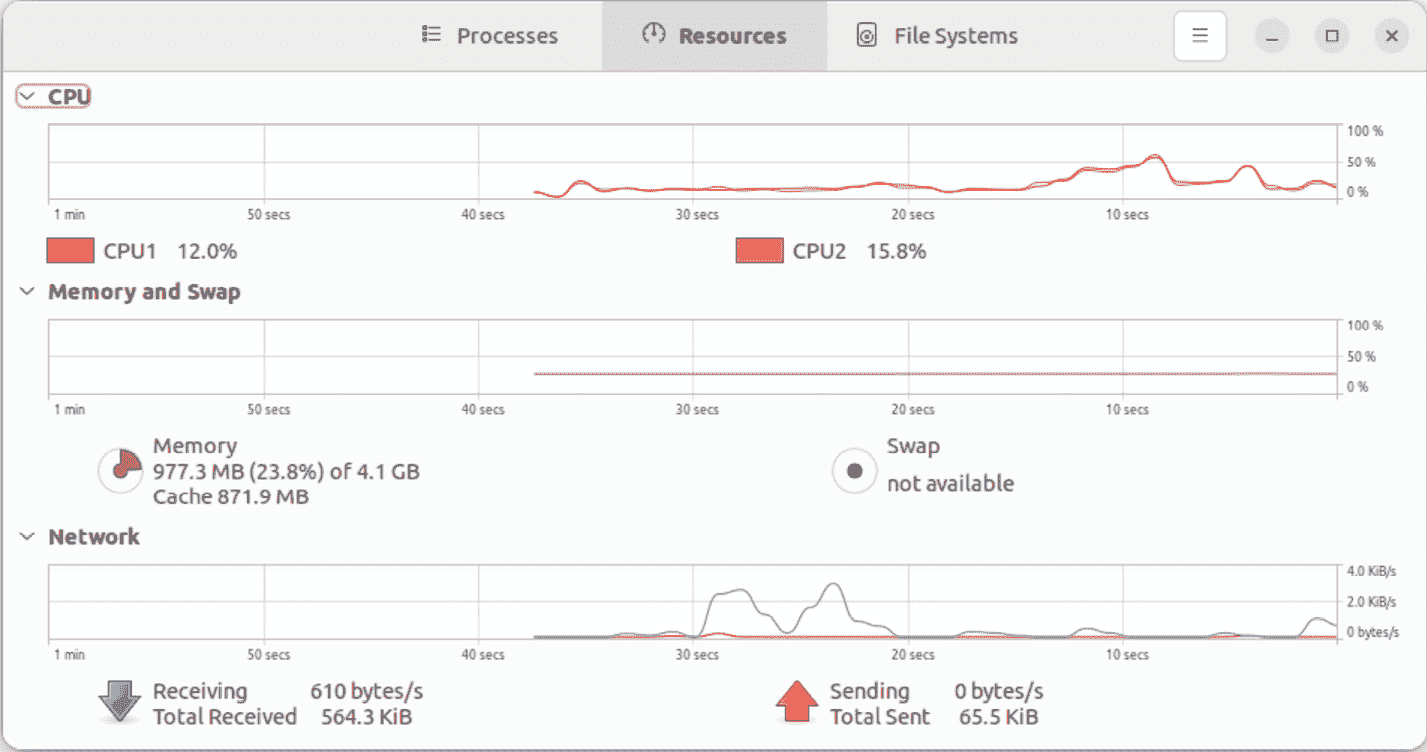 Processes Resources File Systems
CPU
100 %
50 %
0 %
1 min 50 secs 40 secs 30 secs 20 secs 10 secs
CPU1 12.0% CPU2 15.8%
Memory and Swap
100 %
50 %
0 %
1 min 50 secs 40 secs 30 secs 20 secs 10 secs
Memory
977.3 MB (23.8%) of 4.1 GB
Cache 871.9 MB
Swap
not available
Network
4.0 KiB/s
2.0 KiB/s
0 bytes/s
1 min 50 secs 40 secs 30 secs 20 secs 10 secs
Receiving 610 bytes/s
Total Received 564.3 KiB
Sending 0 bytes/s
Total Sent 65.5 KiB